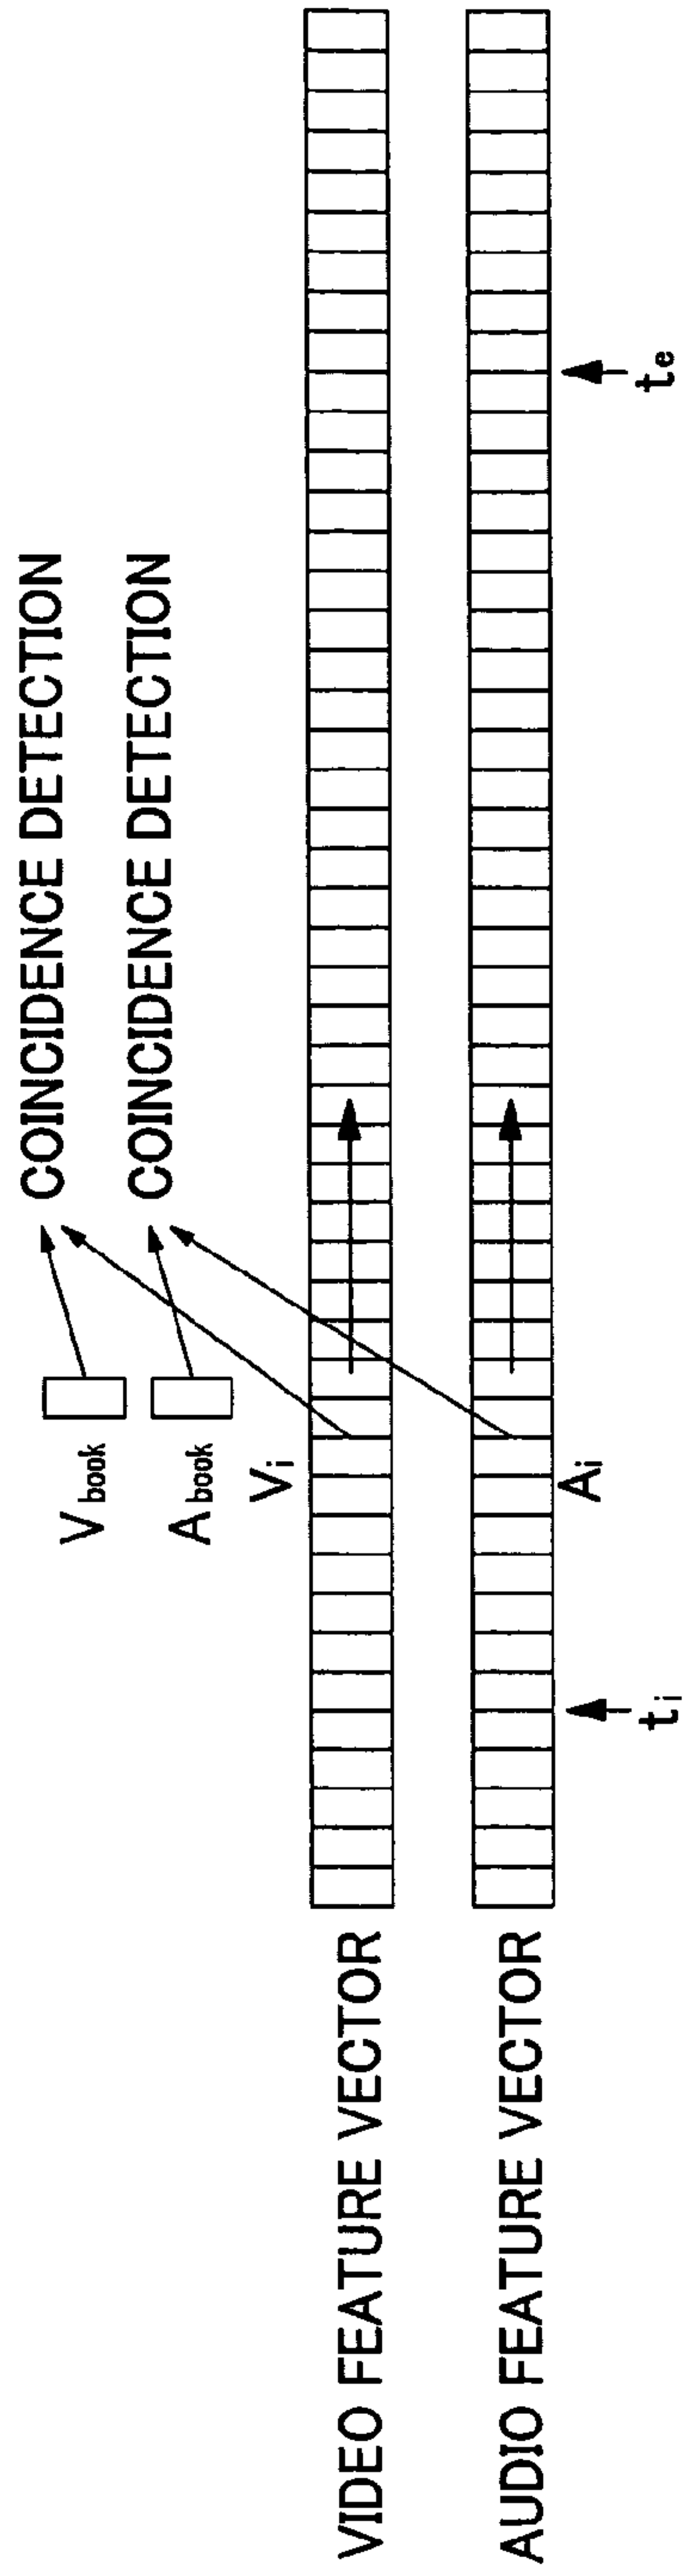 COINCIDENCE DETECTION
COINCIDENCE DETECTION
Vbook
Abook
Vi
VIDEO FEATURE VECTOR
AUDIO FEATURE VECTOR
Ai
ti
te